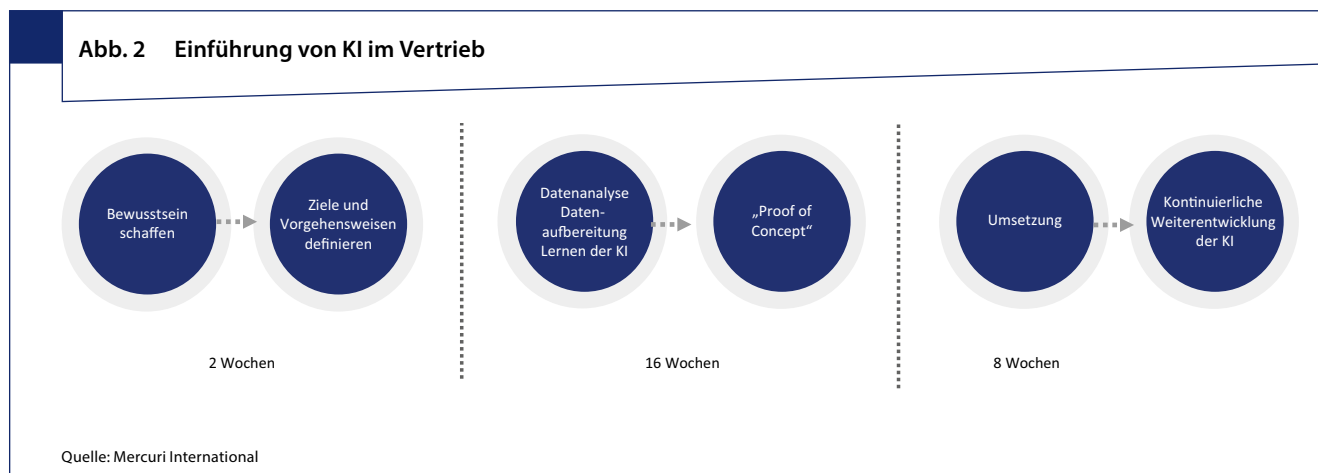 Abb. 2 Einführung von KI im Vertrieb
Bewusstsein
schaffen
Ziele und
Vorgehensweisen
definieren
Datenanalyse
Daten-
aufbereitung
Lernen der KI
„Proof of
Concept“
Umsetzung
Kontinuierliche
Weiterentwicklung
der KI
2 Wochen
16 Wochen
8 Wochen
Quelle: Mercuri International